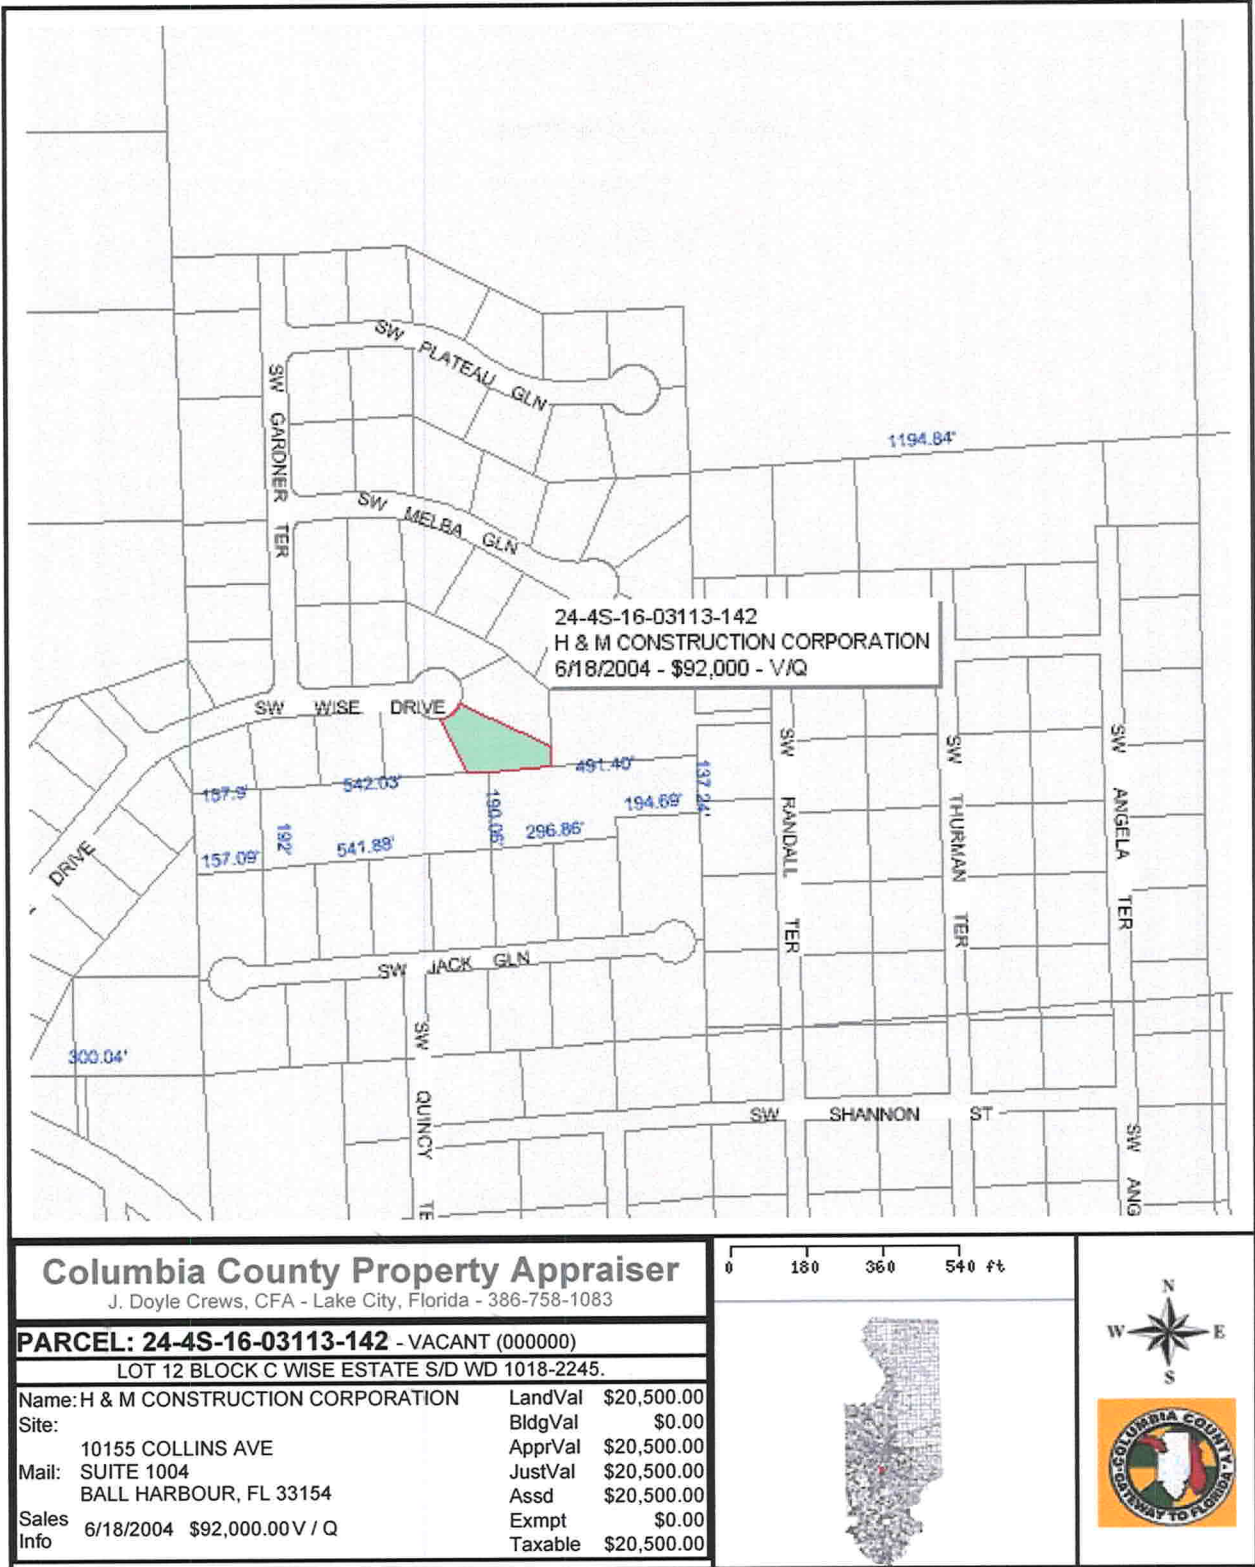 SW PLATEAU GLN
SW GARDNER TER
1194.84'
SW MELBA GLN
24-4S-16-03113-142
H & M CONSTRUCTION CORPORATION
6/18/2004 - $92,000 - V/Q
SW WISE DRIVE
491.40'
137.24'
542.03'
157.9'
190.06'
194.69'
296.86'
192'
541.88'
157.09'
DRIVE
SW RANDALL TER
SW THURMAN TER
SW ANGELA TER
SW JACK GLN
300.04'
SW QUINCY TE
SW SHANNON ST
SW ANG
Columbia County Property Appraiser
J. Doyle Crews, CFA - Lake City, Florida - 386-758-1083
PARCEL: 24-4S-16-03113-142 - VACANT (000000)
LOT 12 BLOCK C WISE ESTATE S/D WD 1018-2245.
Name: H & M CONSTRUCTION CORPORATION LandVal $20,500.00
Site: BldgVal $0.00
10155 COLLINS AVE ApprVal $20,500.00
Mail: SUITE 1004 JustVal $20,500.00
BALL HARBOUR, FL 33154 Assd $20,500.00
Sales Info 6/18/2004 $92,000.00 V / Q Exmpt $0.00
Taxable $20,500.00
0 180 360 540 ft
N
W E
S
COLUMBIA COUNTY
GATEWAY TO FLORIDA